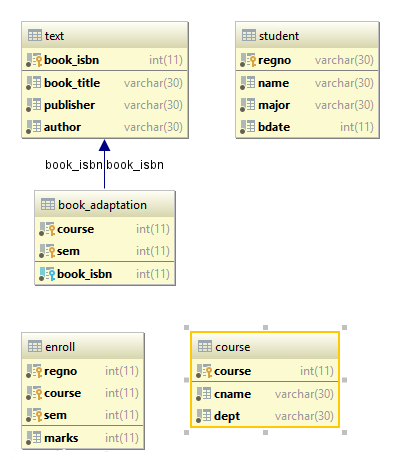 text
book_isbn int(11)
book_title varchar(30)
publisher varchar(30)
author varchar(30)
student
regno varchar(30)
name varchar(30)
major varchar(30)
bdate int(11)
book_isbn book_isbn
book_adaptation
course int(11)
sem int(11)
book_isbn int(11)
enroll
regno int(11)
course int(11)
sem int(11)
marks int(11)
course
course int(11)
cname varchar(30)
dept varchar(30)